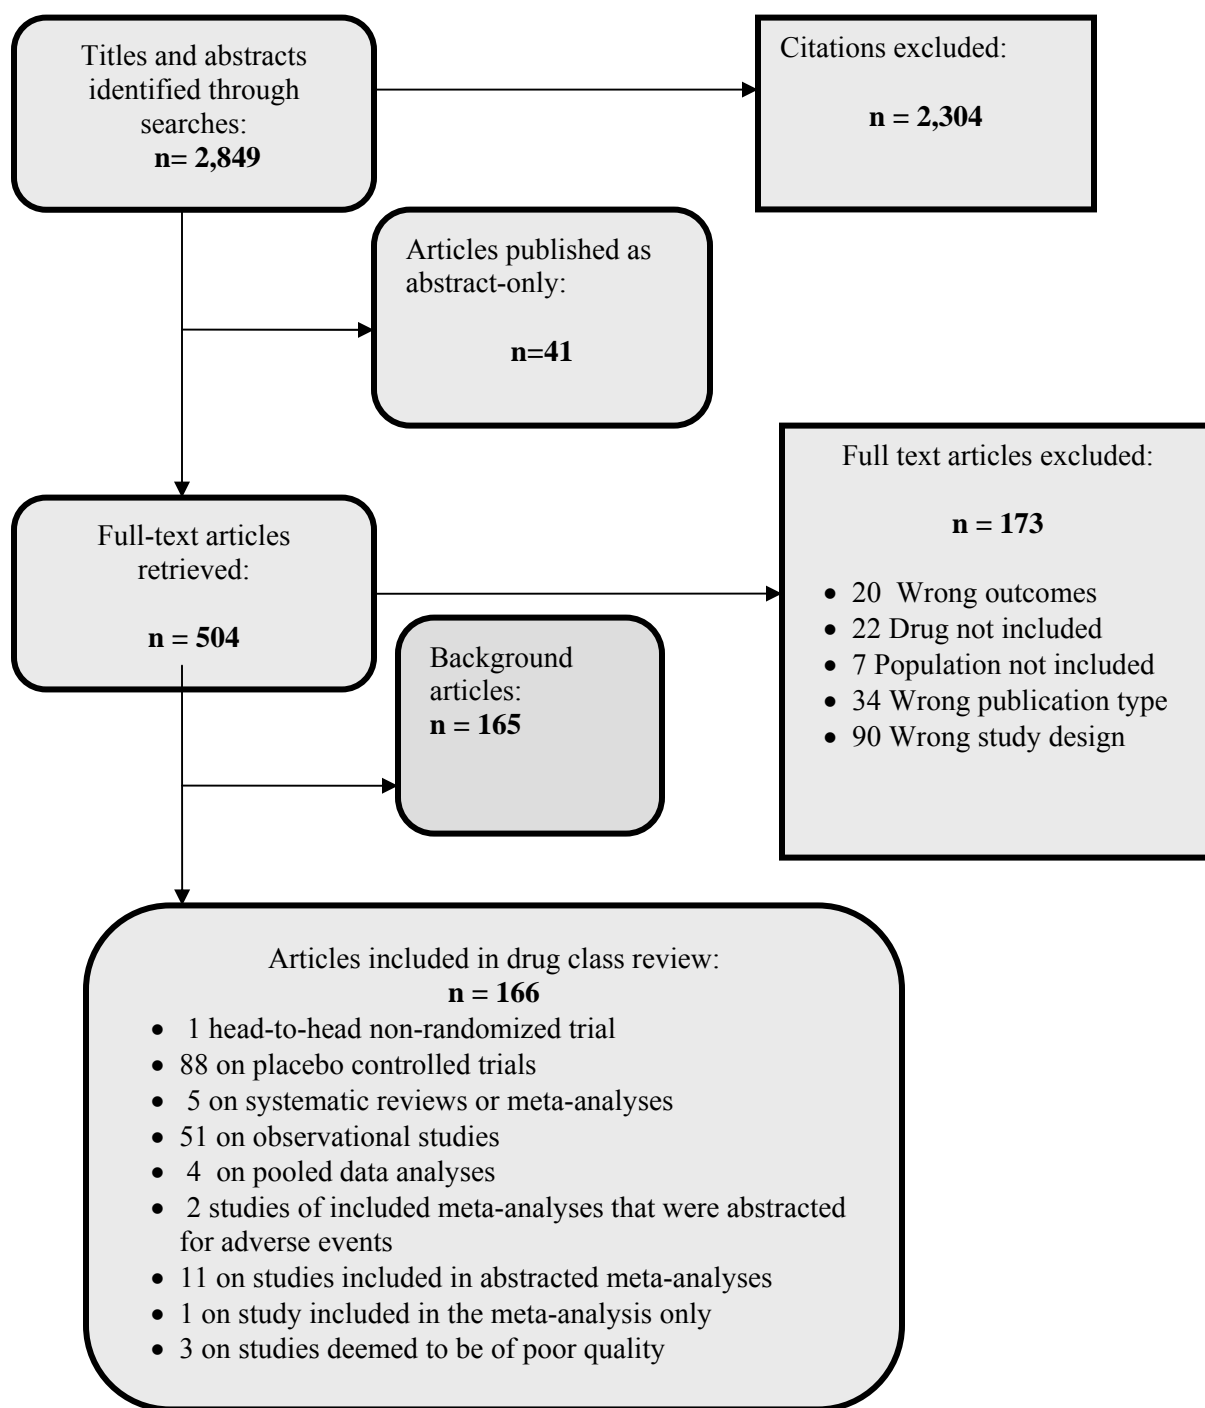 Titles and abstracts
identified through
searches:
n= 2,849
Citations excluded:
n = 2,304
Articles published as
abstract-only:
n=41
Full-text articles
retrieved:
n = 504
Full text articles excluded:
n = 173
• 20 Wrong outcomes
• 22 Drug not included
• 7 Population not included
• 34 Wrong publication type
• 90 Wrong study design
Background
articles:
n = 165
Articles included in drug class review:
n = 166
• 1 head-to-head non-randomized trial
• 88 on placebo controlled trials
• 5 on systematic reviews or meta-analyses
• 51 on observational studies
• 4 on pooled data analyses
• 2 studies of included meta-analyses that were abstracted
for adverse events
• 11 on studies included in abstracted meta-analyses
• 1 on study included in the meta-analysis only
• 3 on studies deemed to be of poor quality